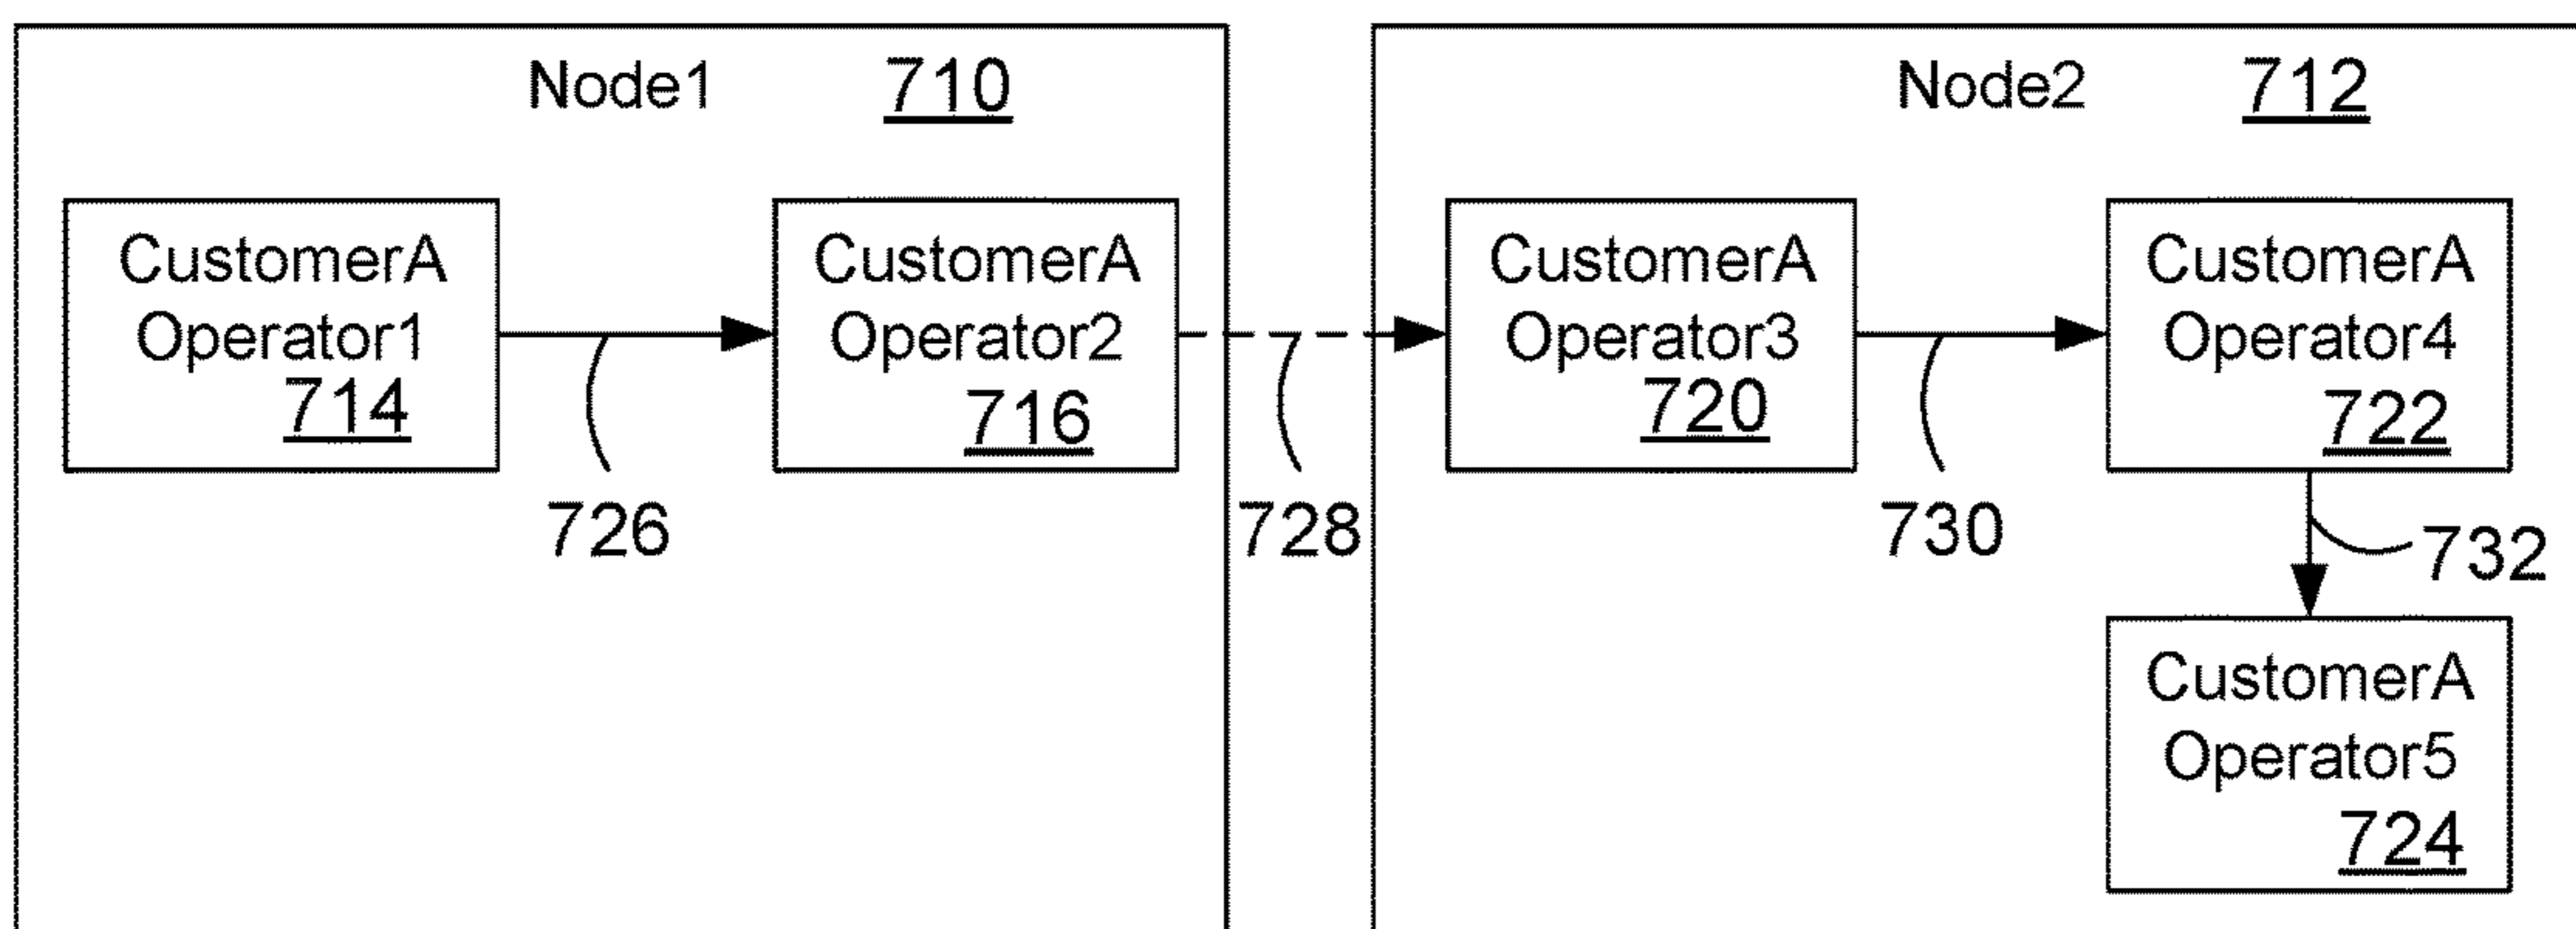 Node1 710
Node2 712
CustomerA
Operator1
714
CustomerA
Operator2
716
CustomerA
Operator3
720
CustomerA
Operator4
722
726
728
730
732
CustomerA
Operator5
724